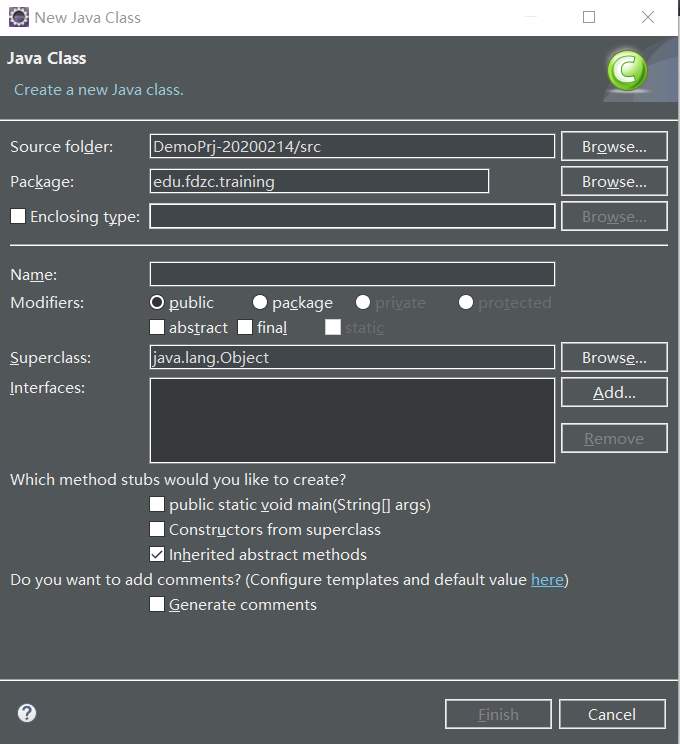 New Java Class
Java Class
Create a new Java class.
Source folder: DemoPrj-20200214/src Browse...
Package: edu.fdzc.training Browse...
Enclosing type: Browse...
Name:
Modifiers: public package private protected
abstract final static
Superclass: java.lang.Object Browse...
Interfaces: Add...
Remove
Which method stubs would you like to create?
public static void main(String[] args)
Constructors from superclass
Inherited abstract methods
Do you want to add comments? (Configure templates and default value here)
Generate comments
? Finish Cancel